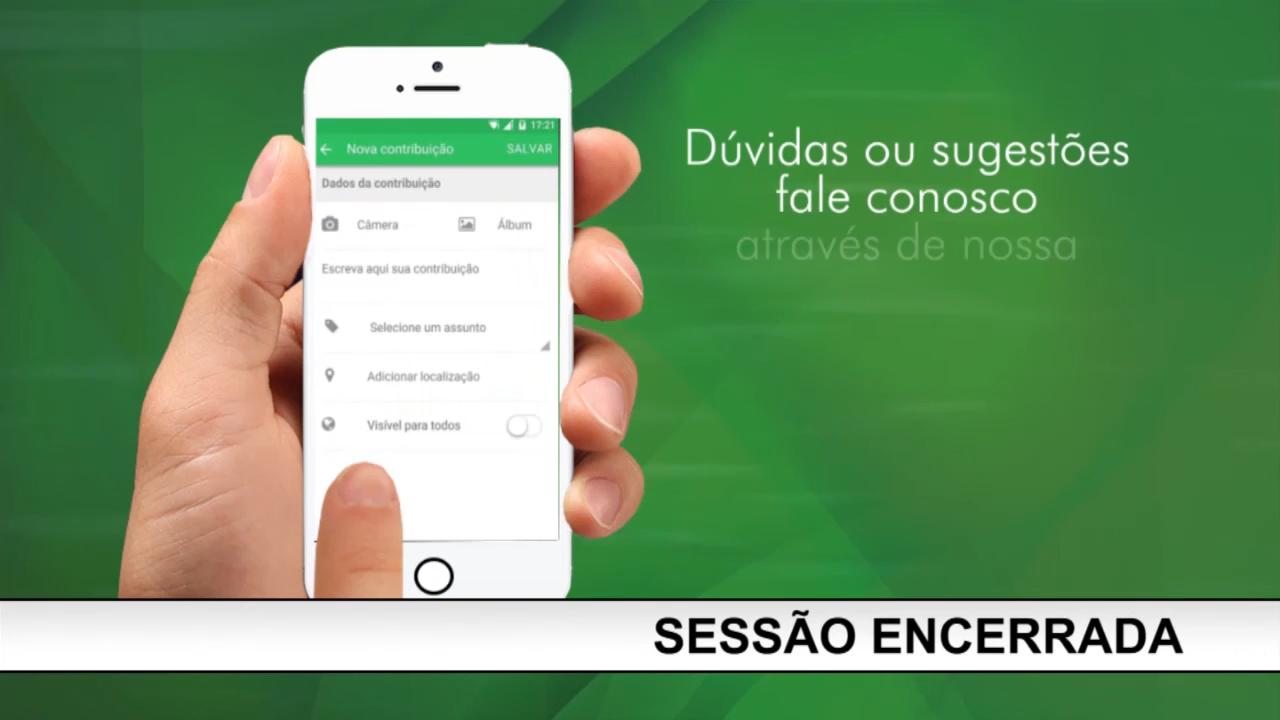 17:21
Nova contribuição SALVAR
Dados da contribuição
Câmera Álbum
Escreva aqui sua contribuição
Selecione um assunto
Adicionar localização
Visível para todos
Dúvidas ou sugestões
fale conosco
através de nossa
SESSÃO ENCERRADA